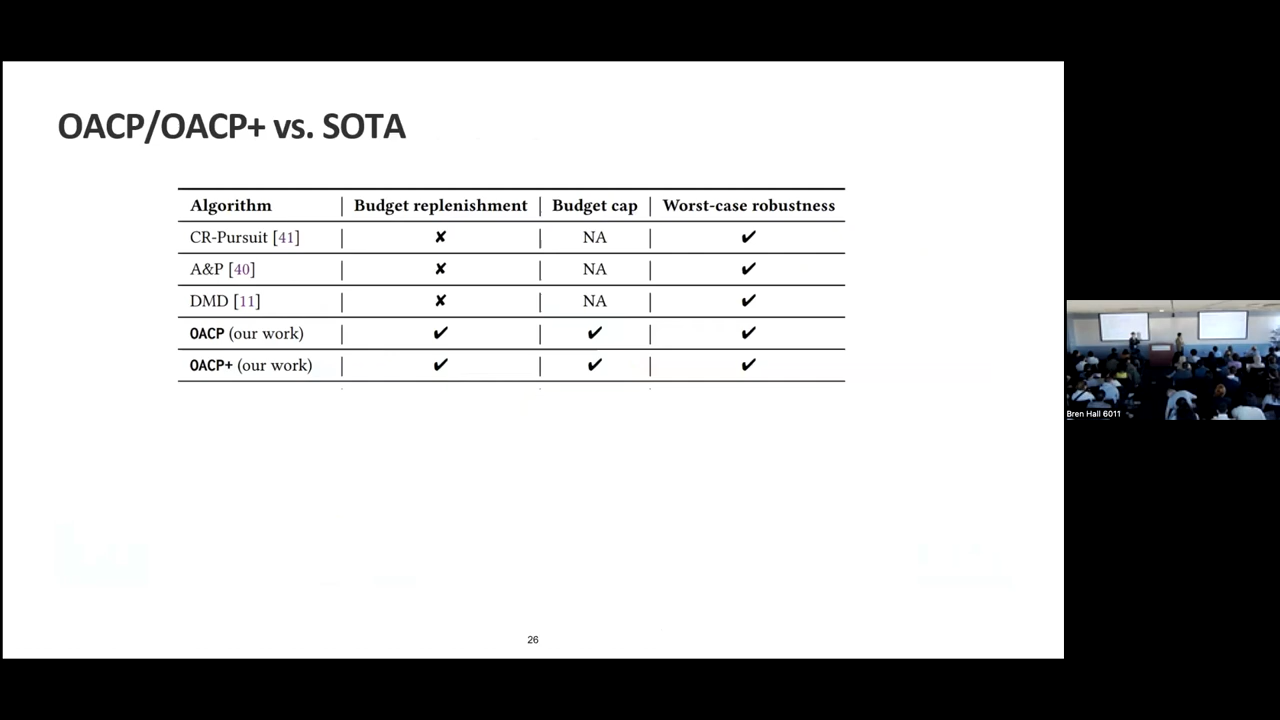 OACP/OACP+ vs. SOTA
Algorithm | Budget replenishment | Budget cap | Worst-case robustness
CR-Pursuit [41] | ✘ | NA | ✔
A&P [40] | ✘ | NA | ✔
DMD [11] | ✘ | NA | ✔
OACP (our work) | ✔ | ✔ | ✔
OACP+ (our work) | ✔ | ✔ | ✔
Bren Hall 6011
26